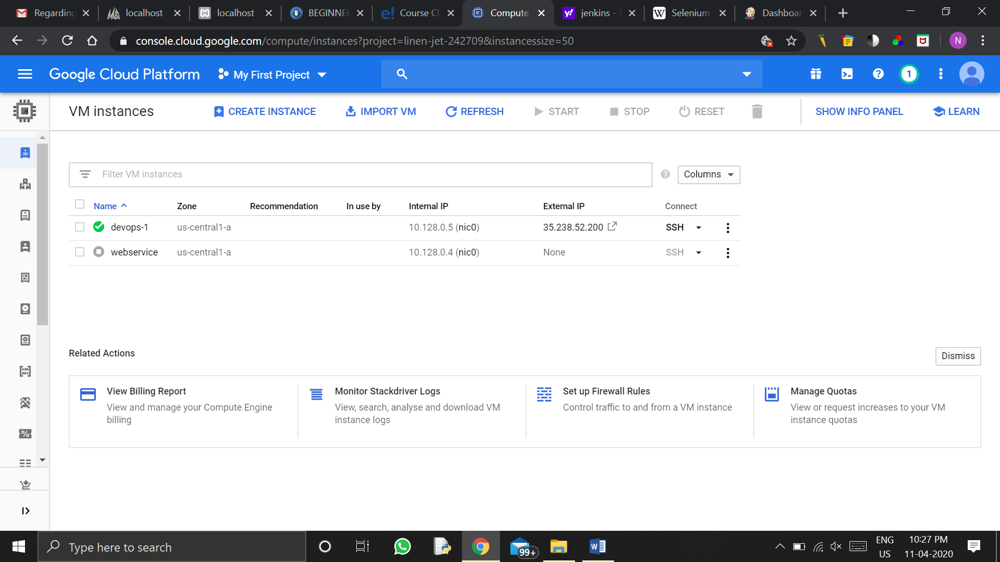 Regarding
localhost
localhost
BEGINNER
Course Cl
Compute
jenkins - Y
Selenium
Dashboar
console.cloud.google.com/compute/instances?project=linen-jet-242709&instancessize=50
N
Google Cloud Platform
My First Project
1
VM instances
CREATE INSTANCE
IMPORT VM
REFRESH
START
STOP
RESET
SHOW INFO PANEL
LEARN
Filter VM instances
Columns
Name Zone Recommendation In use by Internal IP External IP Connect
devops-1 us-central1-a 10.128.0.5 (nic0) 35.238.52.200 SSH
webservice us-central1-a 10.128.0.4 (nic0) None SSH
Related Actions
Dismiss
View Billing Report
View and manage your Compute Engine
billing
Monitor Stackdriver Logs
View, search, analyse and download VM
instance logs
Set up Firewall Rules
Control traffic to and from a VM instance
Manage Quotas
View or request increases to your VM
instance quotas
Type here to search
99+
ENG
US
10:27 PM
11-04-2020